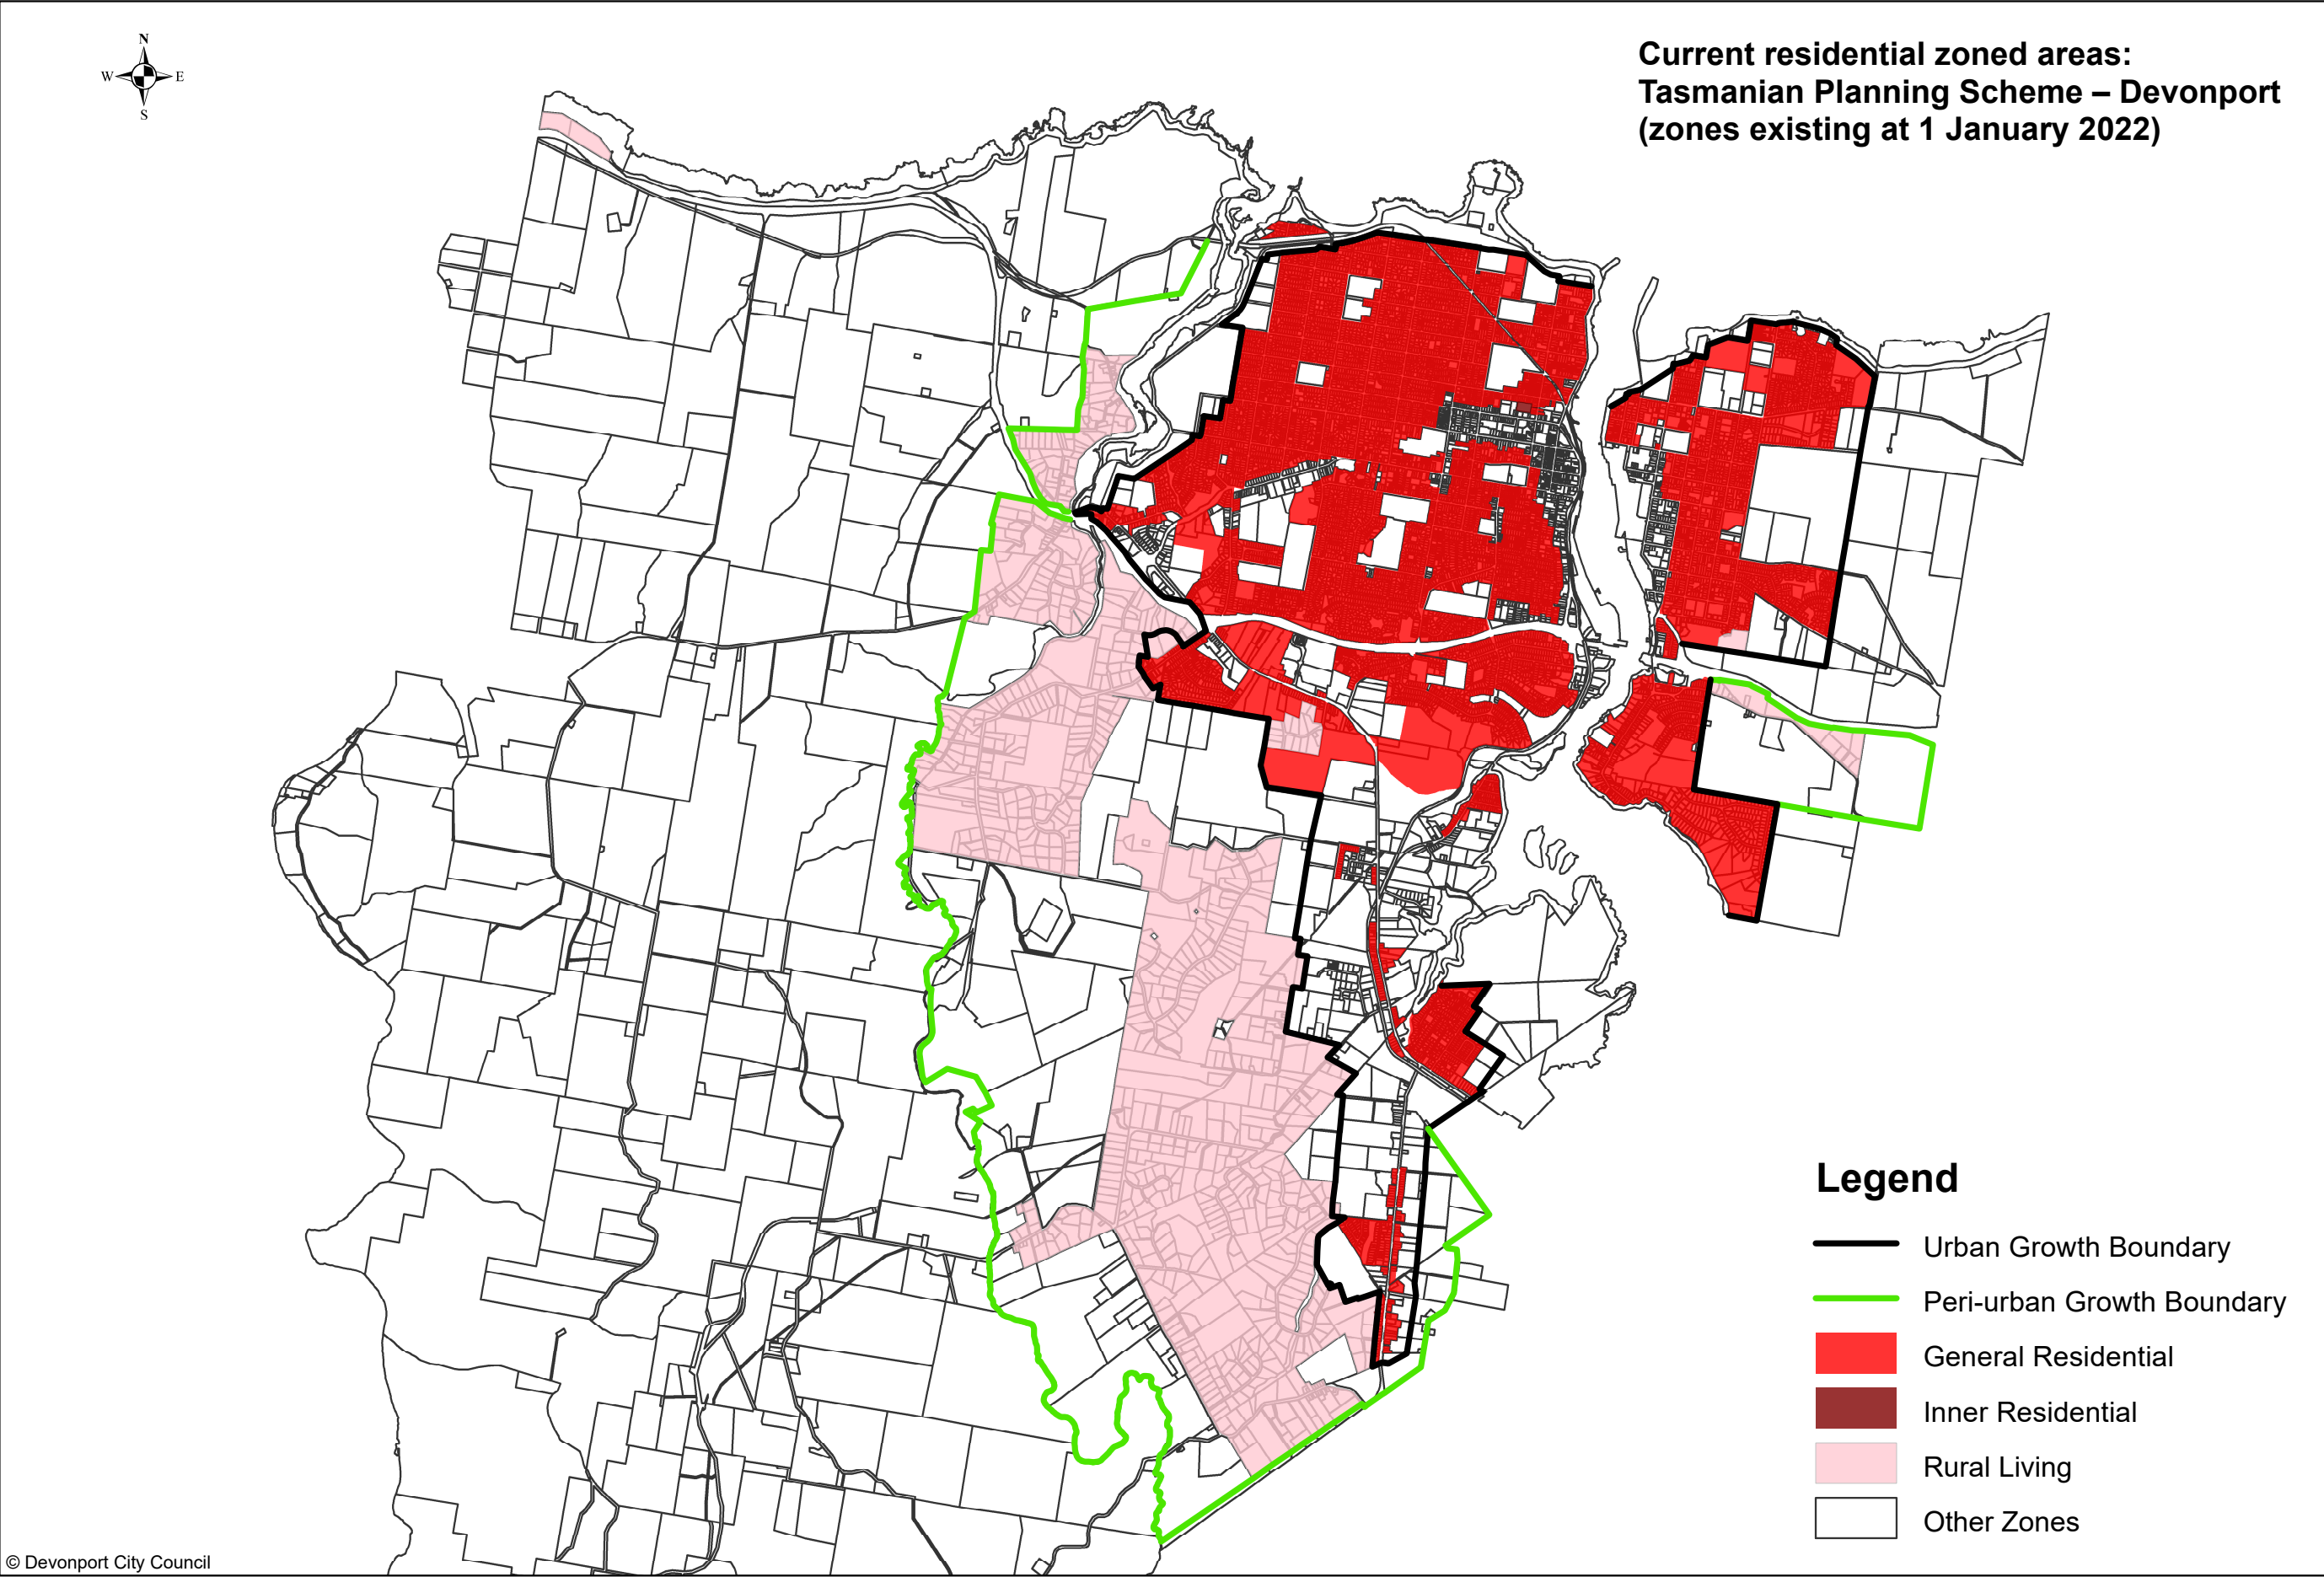 N
W E
S
Current residential zoned areas:
Tasmanian Planning Scheme – Devonport
(zones existing at 1 January 2022)
Legend
Urban Growth Boundary
Peri-urban Growth Boundary
General Residential
Inner Residential
Rural Living
Other Zones
© Devonport City Council